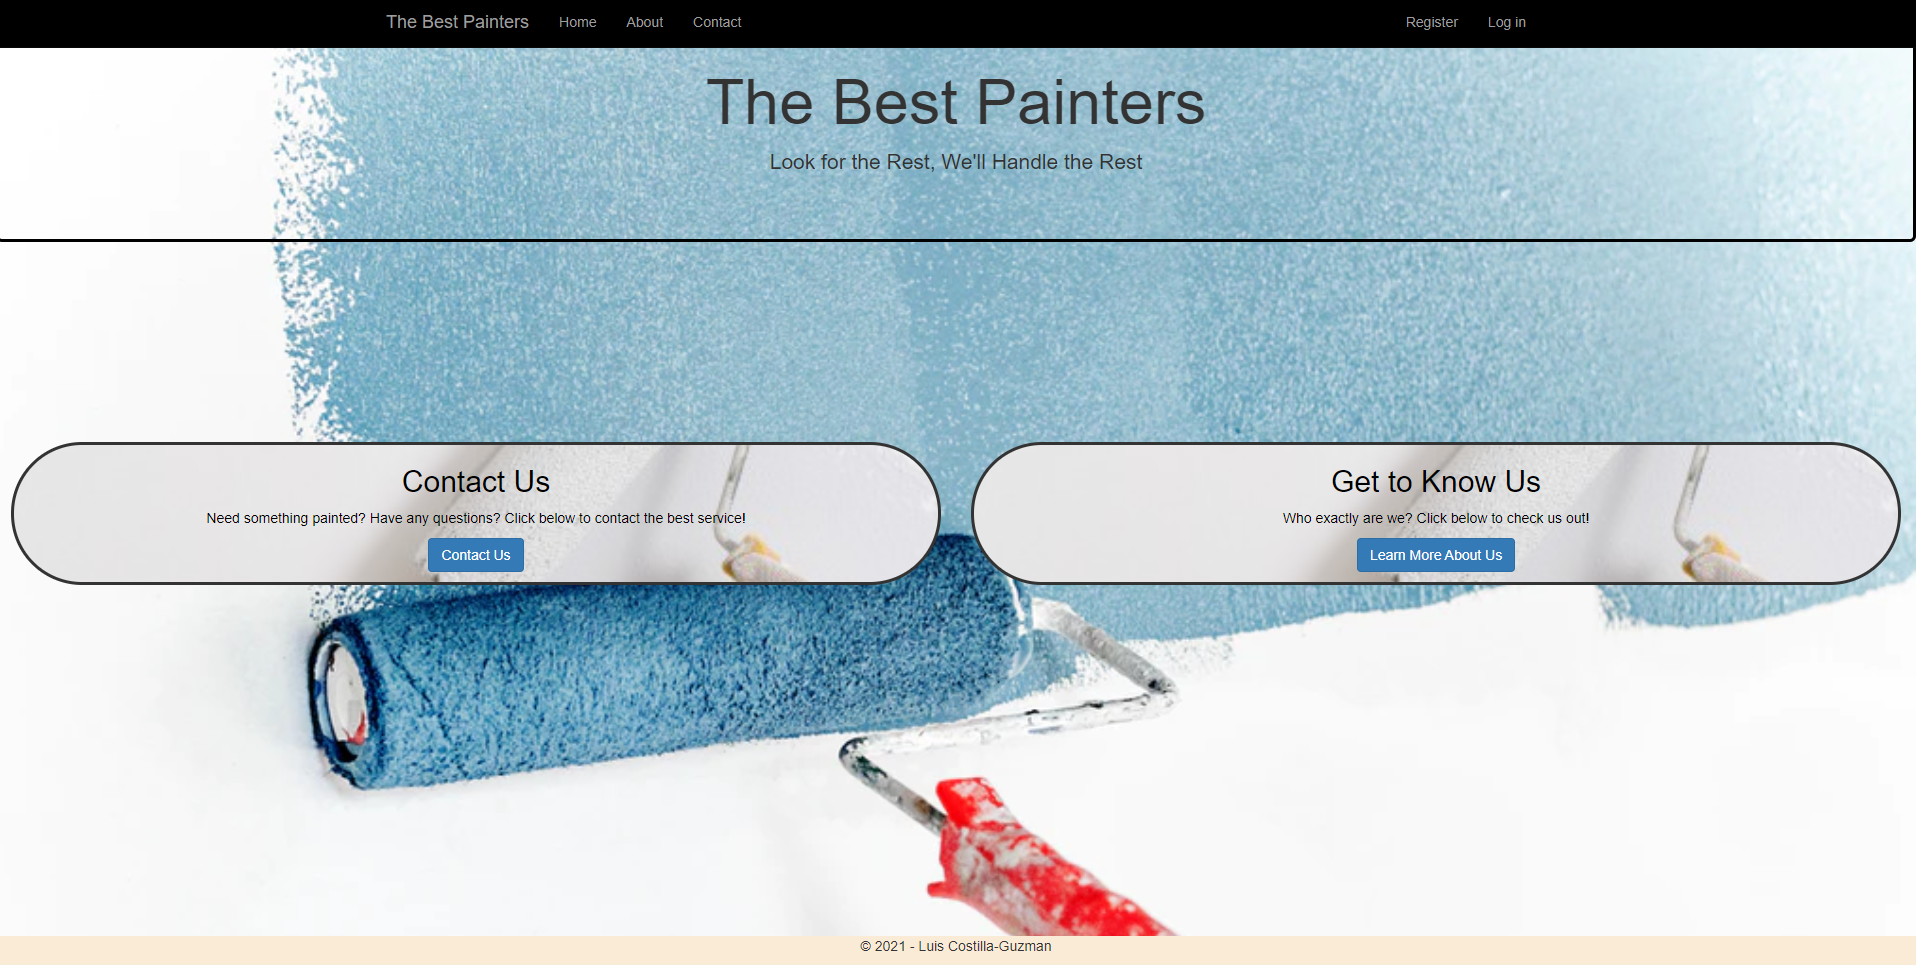 The Best Painters Home About Contact Register Log in
The Best Painters
Look for the Rest, We'll Handle the Rest
Contact Us
Need something painted? Have any questions? Click below to contact the best service!
Contact Us
Get to Know Us
Who exactly are we? Click below to check us out!
Learn More About Us
© 2021 - Luis Costilla-Guzman